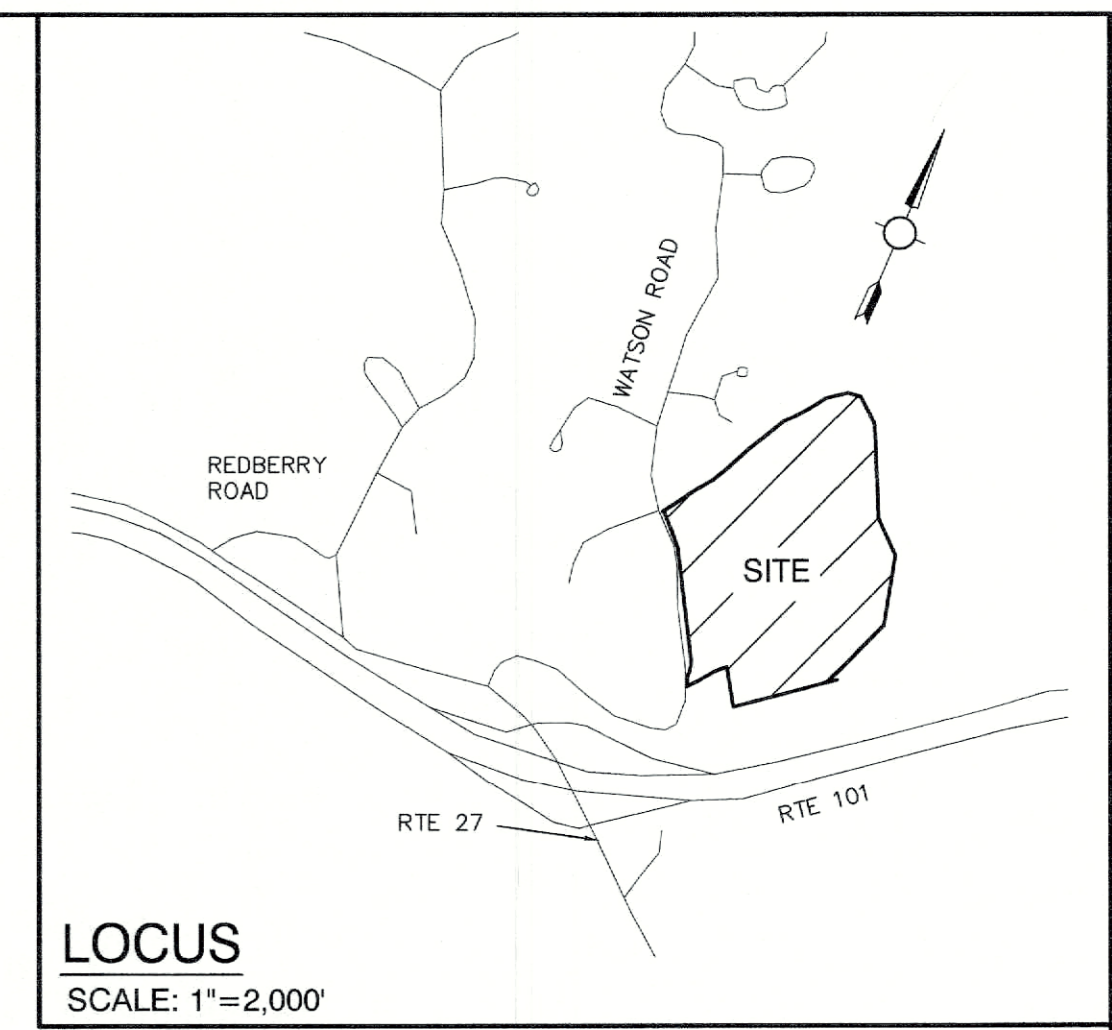 WATSON ROAD
REDBERRY
ROAD
SITE
RTE 27
RTE 101
LOCUS
SCALE: 1"=2,000'